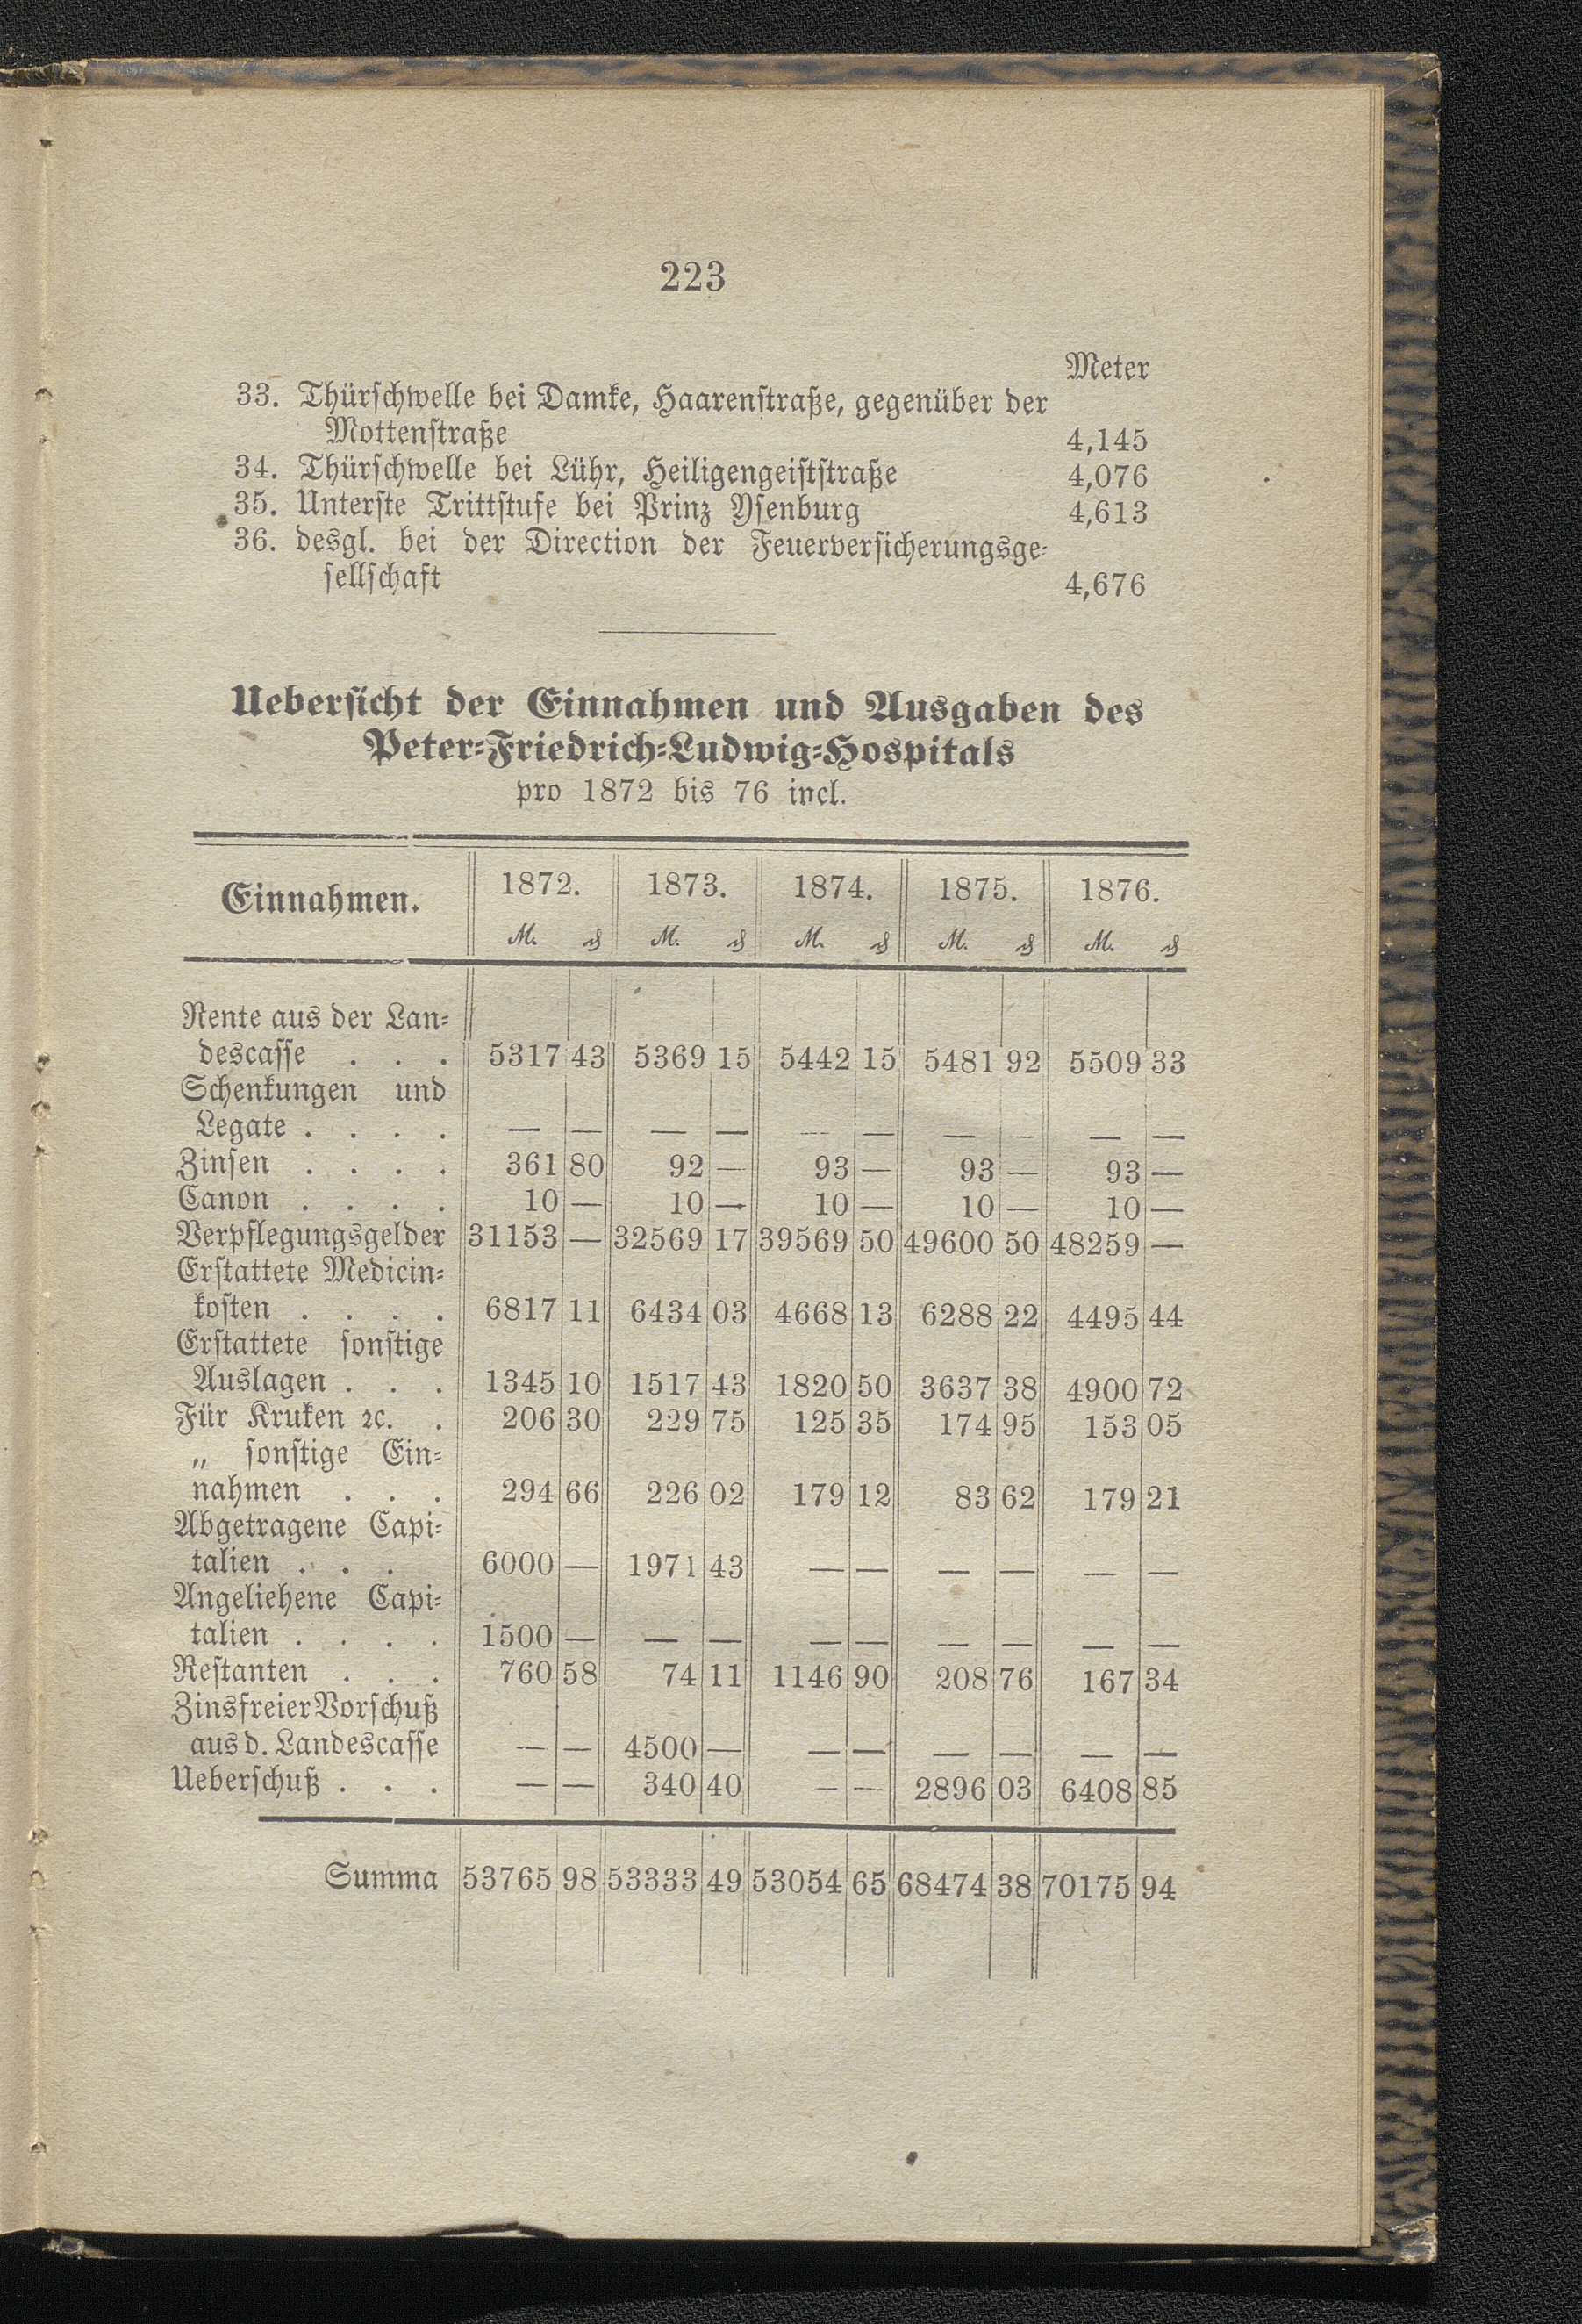 223
Meter
33. Thürschwelle bei Damke, Haarenstraße, gegenüber der
Mottenstraße 4,145
34. Thürschwelle bei Lühr, Heiligengeiststraße 4,076
35. Unterste Trittstufe bei Prinz Ysenburg 4,613
36. desgl. bei der Direction der Feuerversicherungsge-
sellschaft 4,676
Uebersicht der Einnahmen und Ausgaben des
Peter-Friedrich-Ludwig-Hospitals
pro 1872 bis 76 incl.
Einnahmen. 1872. 1873. 1874. 1875. 1876.
M. ₰ M. ₰ M. ₰ M. ₰ M. ₰
Rente aus der Lan-
descasse . . . 5317 43 5369 15 5442 15 5481 92 5509 33
Schenkungen und
Legate . . . . — — — — — — — — — —
Zinsen . . . . 361 80 92 — 93 — 93 — 93 —
Canon . . . . 10 — 10 — 10 — 10 — 10 —
Verpflegungsgelder 31153 — 32569 17 39569 50 49600 50 48259 —
Erstattete Medicin-
kosten . . . . 6817 11 6434 03 4668 13 6288 22 4495 44
Erstattete sonstige
Auslagen . . . 1345 10 1517 43 1820 50 3637 38 4900 72
Für Kruken ꝛc. . 206 30 229 75 125 35 174 95 153 05
„ sonstige Ein-
nahmen . . . 294 66 226 02 179 12 83 62 179 21
Abgetragene Capi-
talien . . . 6000 — 1971 43 — — — — — —
Angeliehene Capi-
talien . . . . 1500 — — — — — — — — —
Restanten . . . 760 58 74 11 1146 90 208 76 167 34
Zinsfreier Vorschuß
aus d. Landescasse — — 4500 — — — — — — —
Ueberschuß . . . — — 340 40 — — 2896 03 6408 85
Summa 53765 98 53333 49 53054 65 68474 38 70175 94